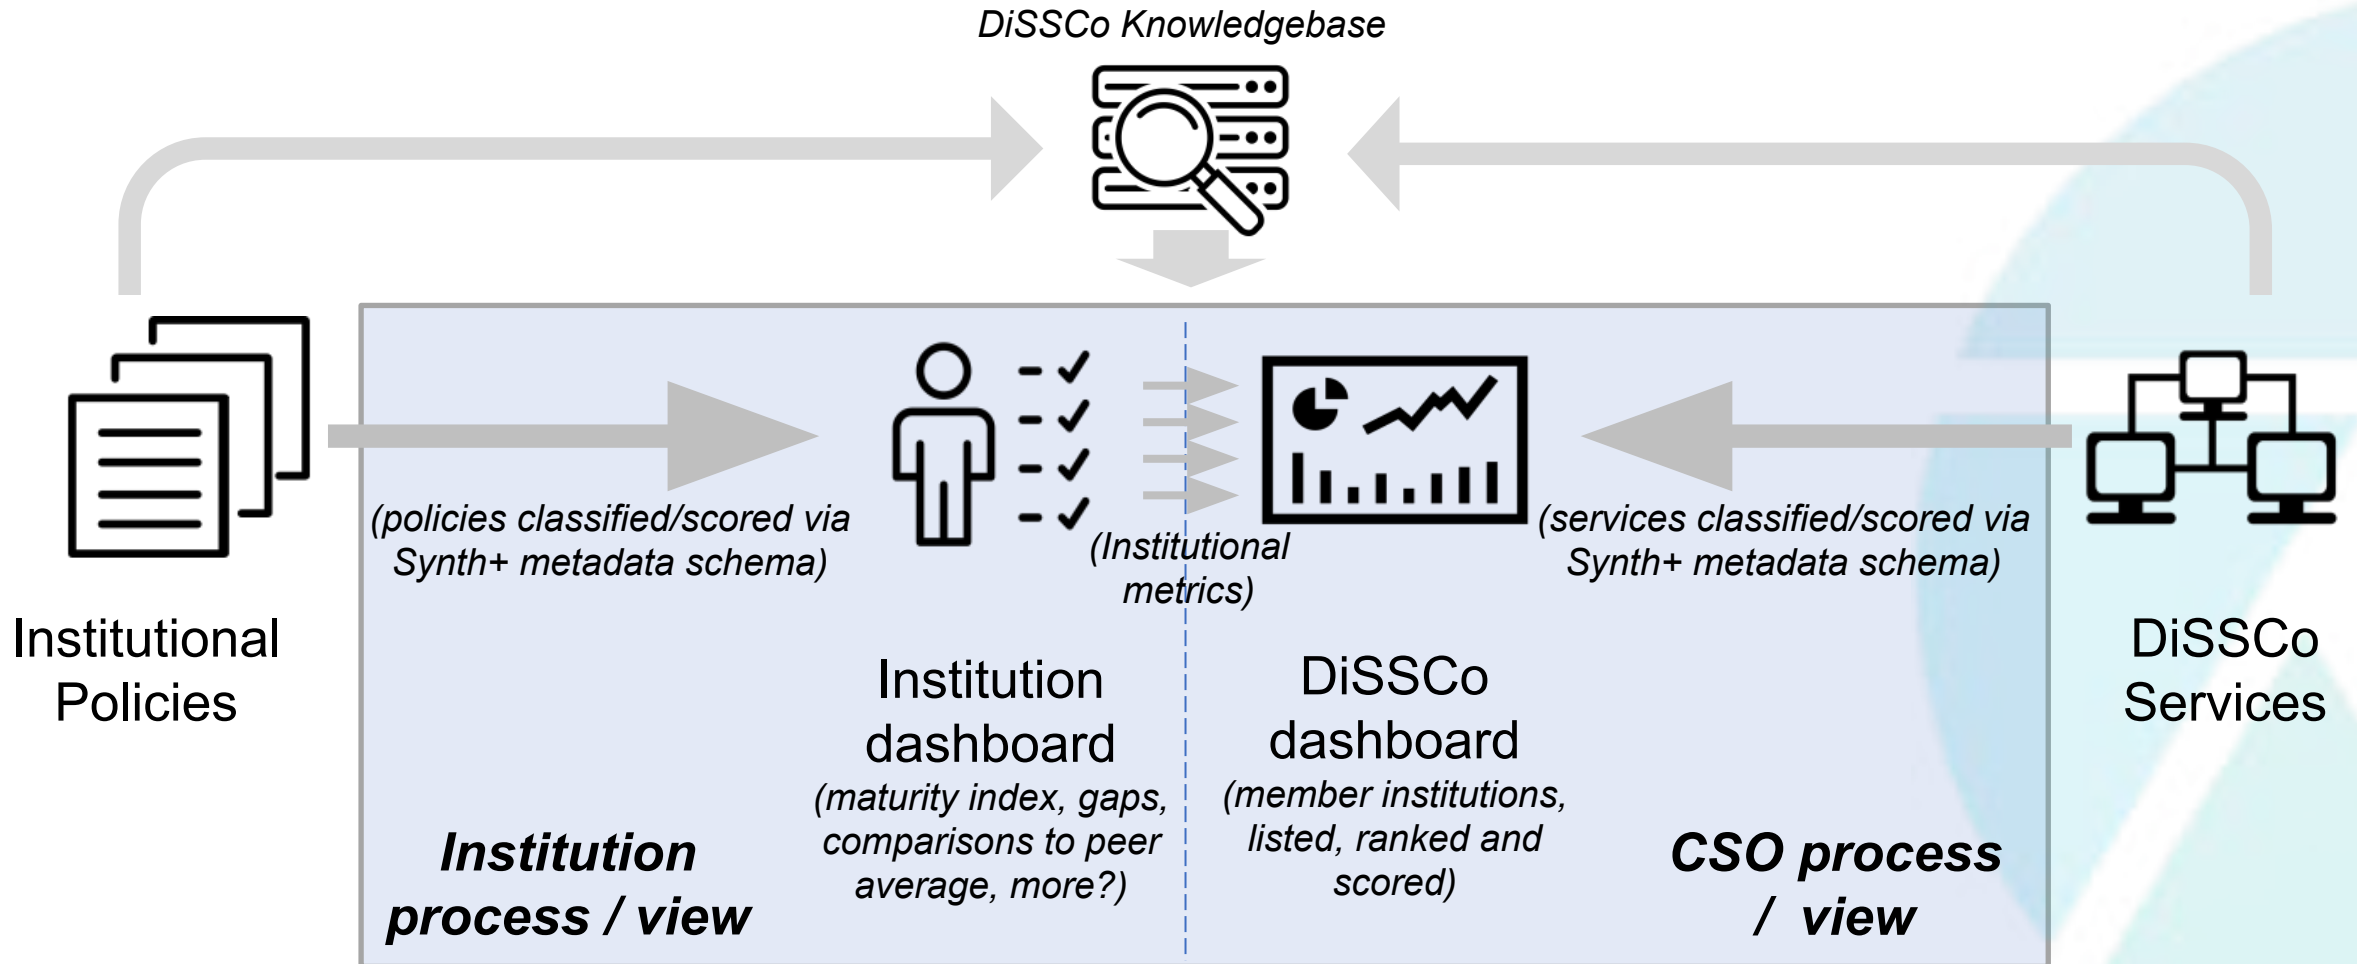 DiSSCo Knowledgebase
(policies classified/scored via
Synth+ metadata schema)
(Institutional
metrics)
(services classified/scored via
Synth+ metadata schema)
Institutional
Policies
Institution
dashboard
(maturity index, gaps,
comparisons to peer
average, more?)
DiSSCo
dashboard
(member institutions,
listed, ranked and
scored)
DiSSCo
Services
Institution
process / view
CSO process
/ view